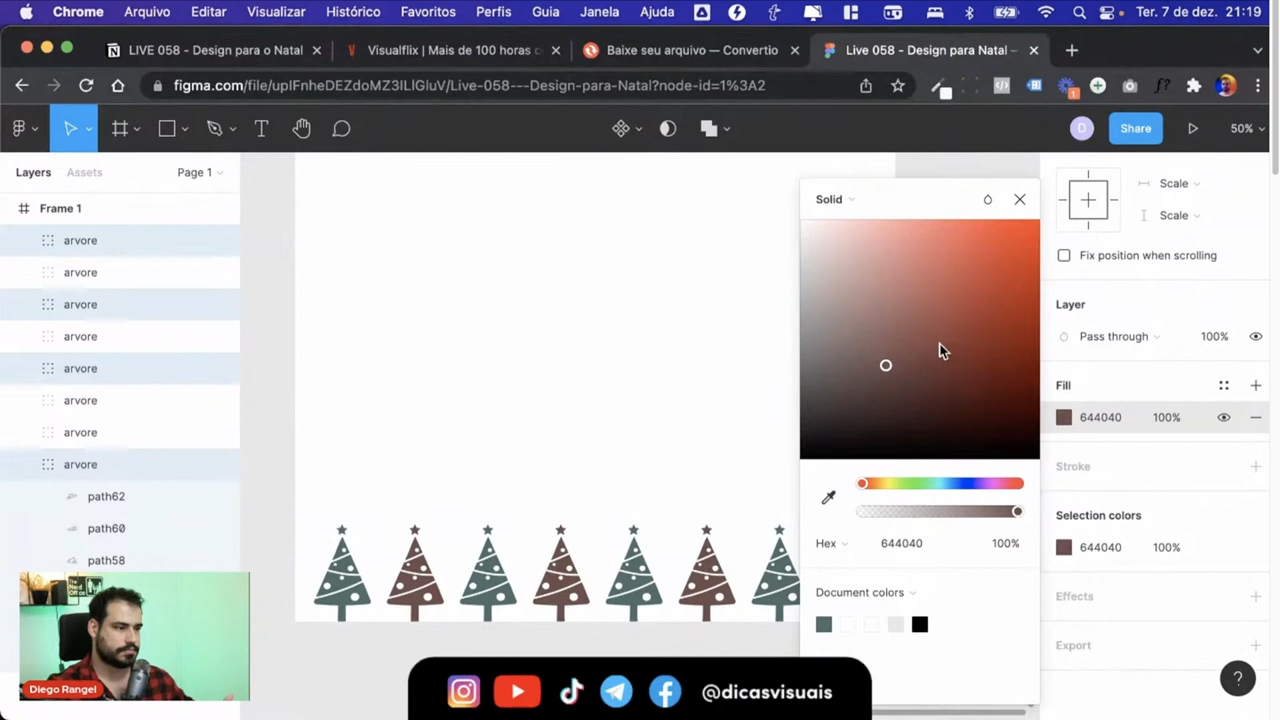 Chrome Arquivo Editar Visualizar Histórico Favoritos Perfis Guia Janela Ajuda Ter. 7 de dez. 21:19
LIVE 058 - Design para o Natal
Visualflix | Mais de 100 horas c
Baixe seu arquivo — Convertio
Live 058 - Design para Natal –
figma.com/file/upIFnheDEZdoMZ3ILlGluV/Live-058---Design-para-Natal?node-id=1%3A2
D
Share
50%
Layers
Assets
Page 1
Frame 1
arvore
arvore
arvore
arvore
arvore
arvore
arvore
arvore
path62
path60
path58
Solid
Hex
644040
100%
Document colors
Scale
Scale
Fix position when scrolling
Layer
Pass through
100%
Fill
644040
100%
Stroke
Selection colors
644040
100%
Effects
Export
?
Diego Rangel
@dicasvisuais